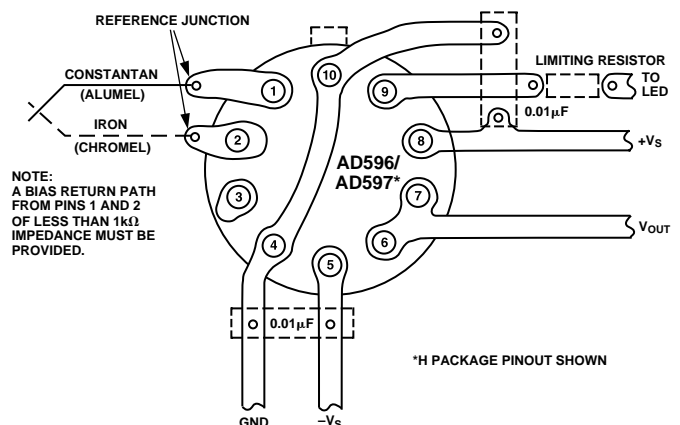 REFERENCE JUNCTION
CONSTANTAN
(ALUMEL)
IRON
(CHROMEL)
NOTE:
A BIAS RETURN PATH
FROM PINS 1 AND 2
OF LESS THAN 1kΩ
IMPEDANCE MUST BE
PROVIDED.
1
2
3
4
5
6
7
8
9
10
AD596/
AD597*
LIMITING RESISTOR
TO
LED
0.01µF
+VS
VOUT
0.01µF
*H PACKAGE PINOUT SHOWN
GND
–VS